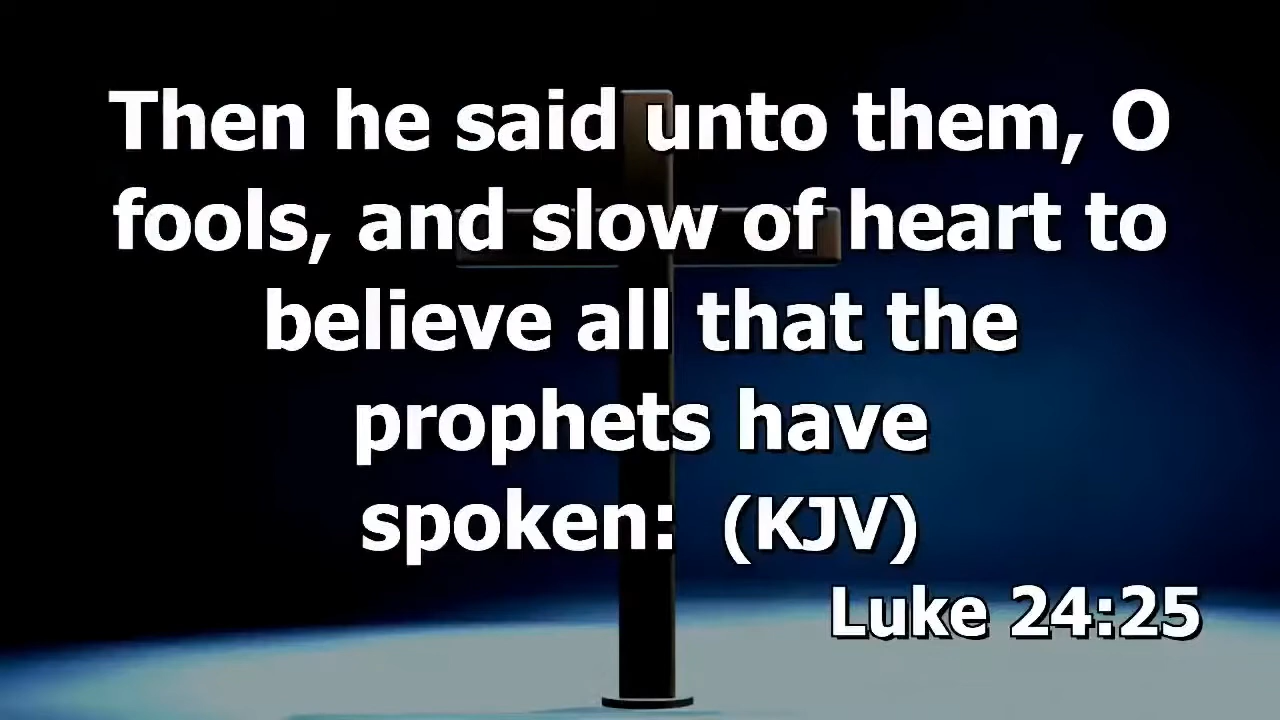 Then he said unto them, O
fools, and slow of heart to
believe all that the
prophets have
spoken: (KJV)
Luke 24:25